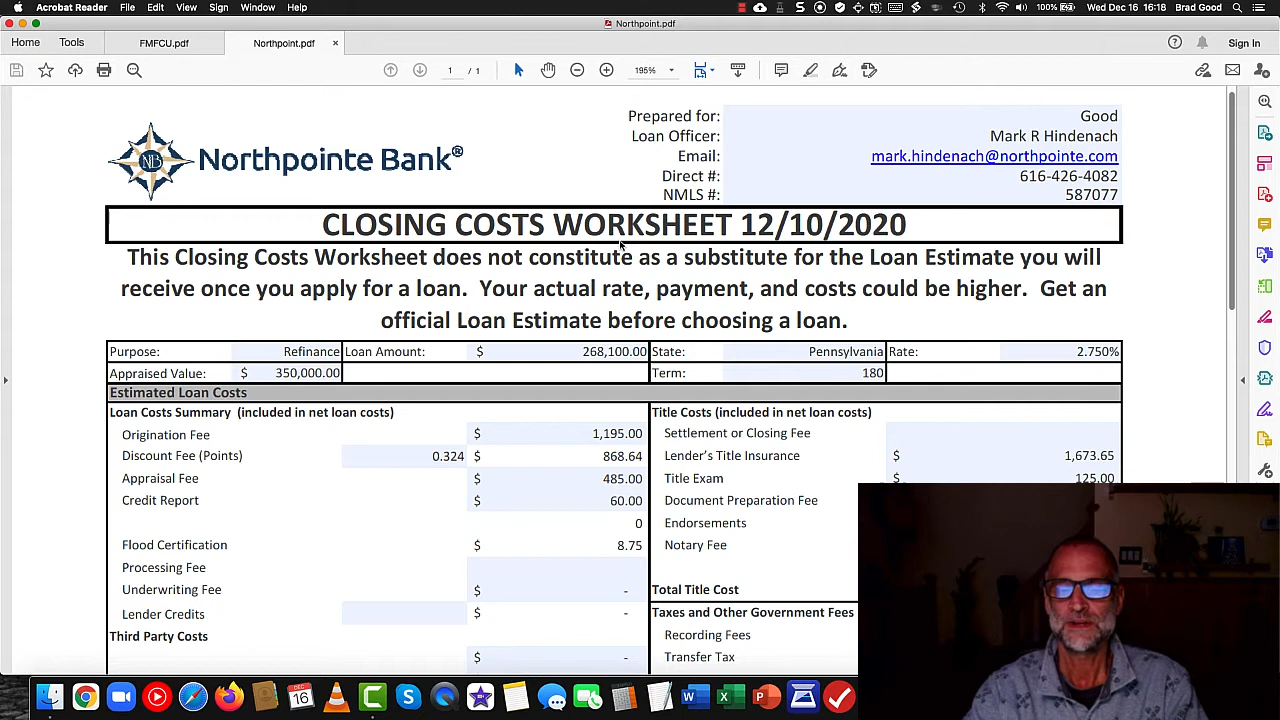 Acrobat Reader File Edit View Sign Window Help 100% Wed Dec 16 16:18 Brad Good
Northpoint.pdf
Home Tools FMFCU.pdf Northpoint.pdf × Sign In
1 / 1 195%
Prepared for: Good
Loan Officer: Mark R Hindenach
Email: mark.hindenach@northpointe.com
Direct #: 616-426-4082
NMLS #: 587077
NB Northpointe Bank®
CLOSING COSTS WORKSHEET 12/10/2020
This Closing Costs Worksheet does not constitute as a substitute for the Loan Estimate you will
receive once you apply for a loan. Your actual rate, payment, and costs could be higher. Get an
official Loan Estimate before choosing a loan.
Purpose: Refinance Loan Amount: $ 268,100.00 State: Pennsylvania Rate: 2.750%
Appraised Value: $ 350,000.00 Term: 180
Estimated Loan Costs
Loan Costs Summary (included in net loan costs) Title Costs (included in net loan costs)
Origination Fee $ 1,195.00 Settlement or Closing Fee
Discount Fee (Points) 0.324 $ 868.64 Lender's Title Insurance $ 1,673.65
Appraisal Fee $ 485.00 Title Exam $ 125.00
Credit Report $ 60.00 Document Preparation Fee
0 Endorsements
Flood Certification $ 8.75 Notary Fee
Processing Fee
Underwriting Fee $ - Total Title Cost
Lender Credits $ - Taxes and Other Government Fees
Third Party Costs Recording Fees
$ - Transfer Tax